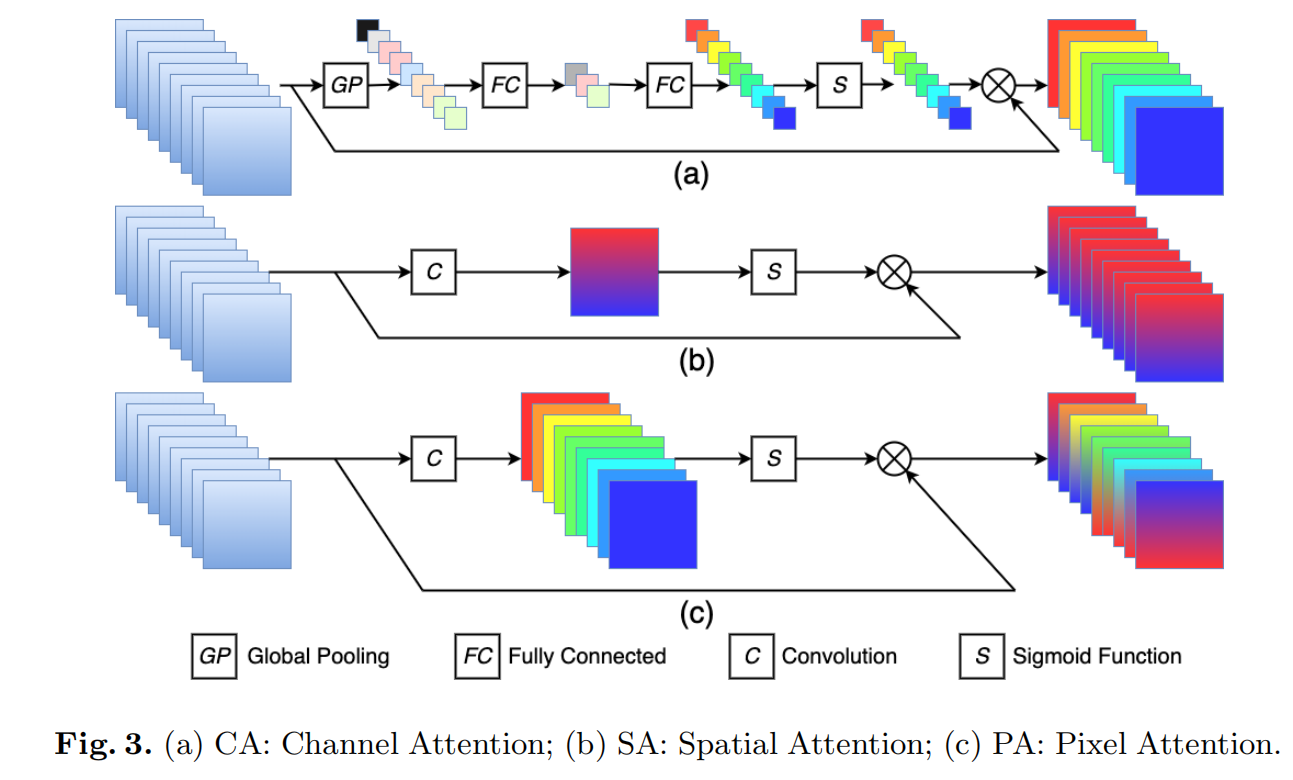 GP FC FC S
(a)
C S
(b)
C S
(c)
GP Global Pooling FC Fully Connected C Convolution S Sigmoid Function
Fig. 3. (a) CA: Channel Attention; (b) SA: Spatial Attention; (c) PA: Pixel Attention.